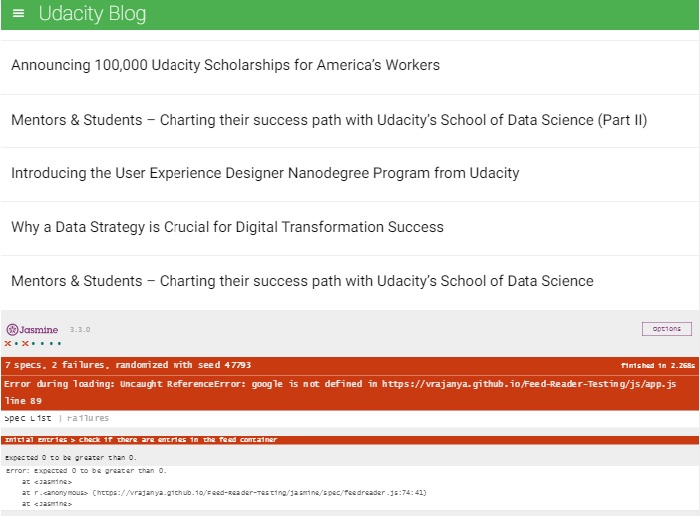 Udacity Blog
Announcing 100,000 Udacity Scholarships for America's Workers
Mentors & Students – Charting their success path with Udacity's School of Data Science (Part II)
Introducing the User Experience Designer Nanodegree Program from Udacity
Why a Data Strategy is Crucial for Digital Transformation Success
Mentors & Students – Charting their success path with Udacity's School of Data Science
Jasmine 3.3.0 Options
7 specs, 2 failures, randomized with seed 47793 finished in 2.268s
Error during loading: Uncaught ReferenceError: google is not defined in https://vrajanya.github.io/Feed-Reader-Testing/js/app.js
line 89
Spec List | Failures
Initial Entries > check if there are entries in the feed container
Expected 0 to be greater than 0.
Error: Expected 0 to be greater than 0.
at <Jasmine>
at r.<anonymous> (https://vrajanya.github.io/Feed-Reader-Testing/jasmine/spec/feedreader.js:74:41)
at <Jasmine>